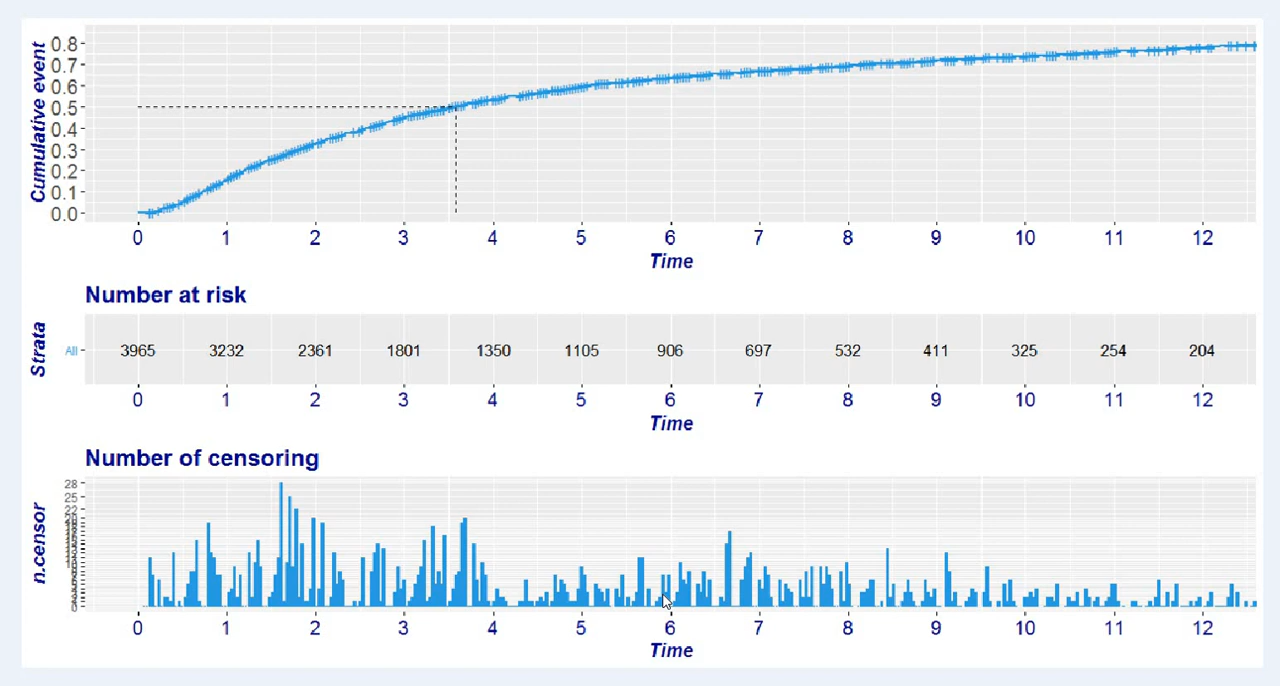 Cumulative event
0.8
0.7
0.6
0.5
0.4
0.3
0.2
0.1
0.0
0 1 2 3 4 5 6 7 8 9 10 11 12
Time
Number at risk
Strata
All 3965 3232 2361 1801 1350 1105 906 697 532 411 325 254 204
0 1 2 3 4 5 6 7 8 9 10 11 12
Time
Number of censoring
n.censor
28
25
22
0
0 1 2 3 4 5 6 7 8 9 10 11 12
Time